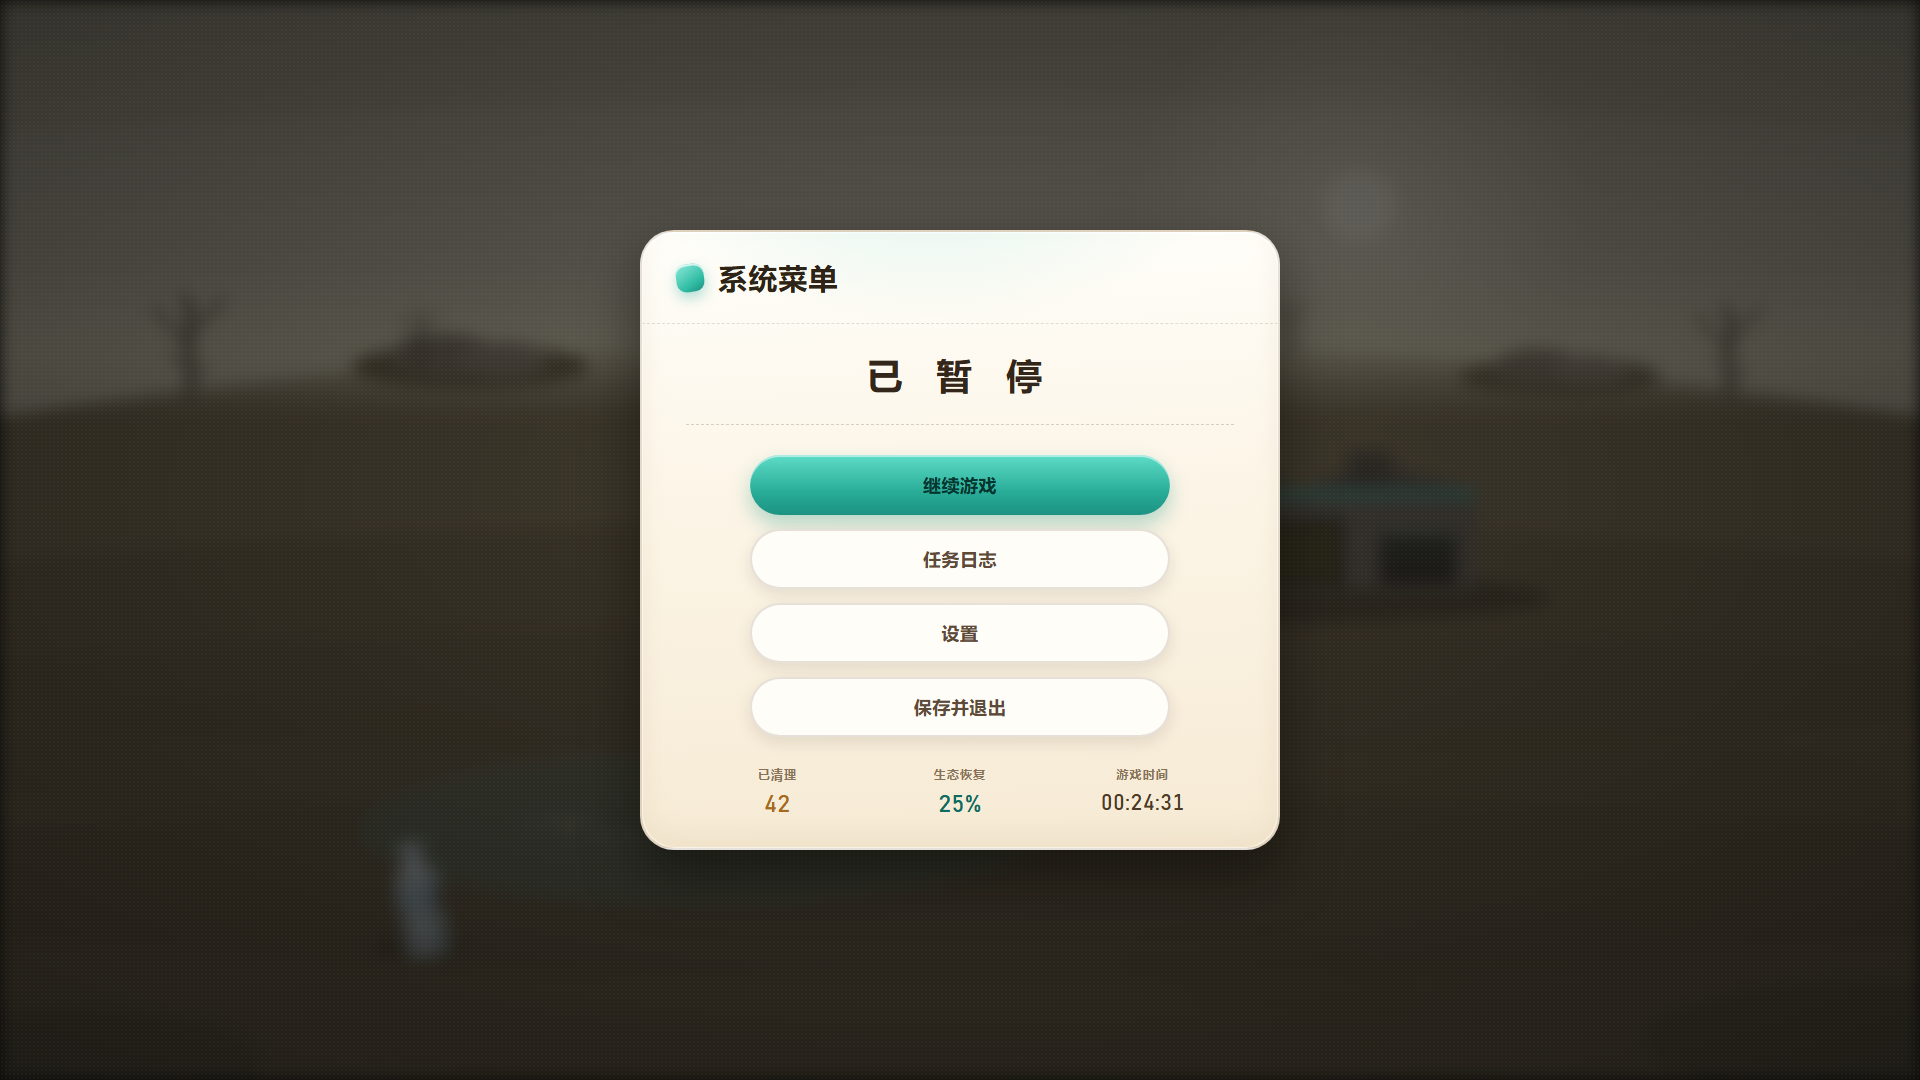 系统菜单
已暂停
继续游戏
任务日志
设置
保存并退出
已清理 生态恢复 游戏时间
42 25% 00:24:31